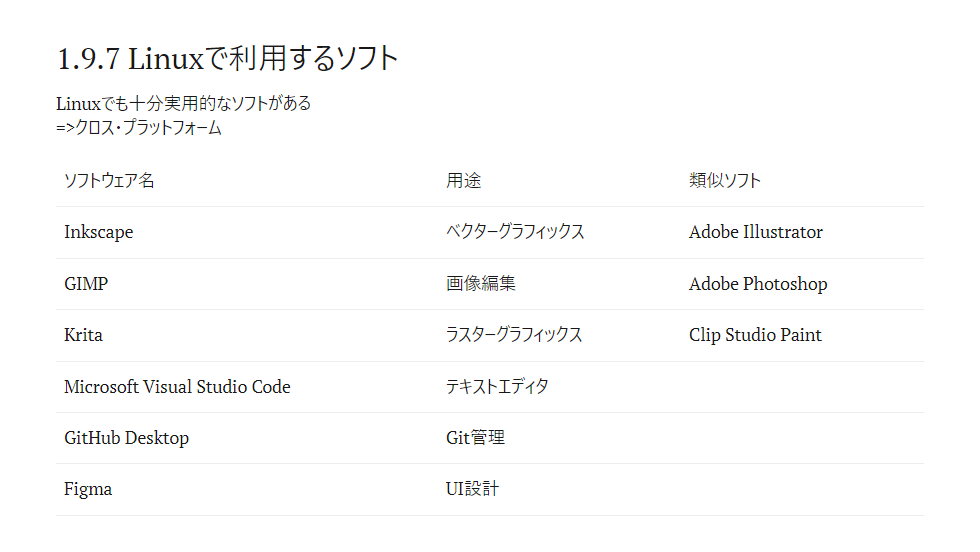 1.9.7 Linuxで利用するソフト
Linuxでも十分実用的なソフトがある
=>クロス・プラットフォーム
ソフトウェア名 用途 類似ソフト
Inkscape ベクターグラフィックス Adobe Illustrator
GIMP 画像編集 Adobe Photoshop
Krita ラスターグラフィックス Clip Studio Paint
Microsoft Visual Studio Code テキストエディタ
GitHub Desktop Git管理
Figma UI設計